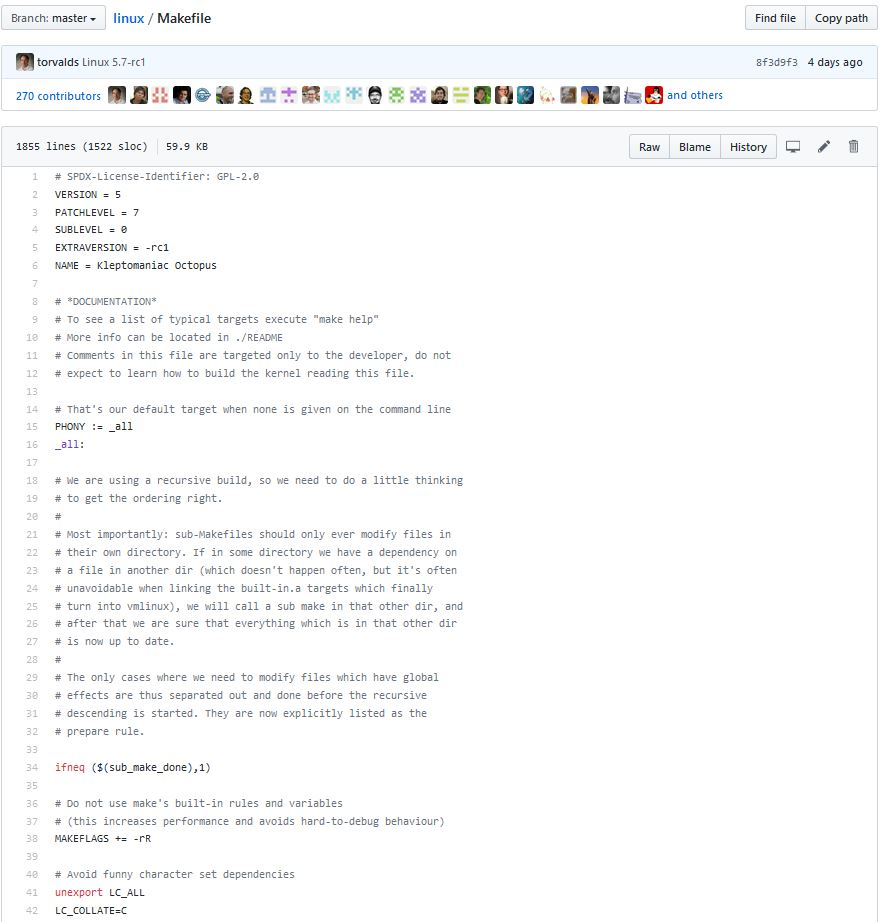 Branch: master
linux / Makefile
Find file Copy path
torvalds Linux 5.7-rc1 8f3d9f3 4 days ago
270 contributors and others
1855 lines (1522 sloc) 59.9 KB Raw Blame History
1 # SPDX-License-Identifier: GPL-2.0
2 VERSION = 5
3 PATCHLEVEL = 7
4 SUBLEVEL = 0
5 EXTRAVERSION = -rc1
6 NAME = Kleptomaniac Octopus
7
8 # *DOCUMENTATION*
9 # To see a list of typical targets execute "make help"
10 # More info can be located in ./README
11 # Comments in this file are targeted only to the developer, do not
12 # expect to learn how to build the kernel reading this file.
13
14 # That's our default target when none is given on the command line
15 PHONY := _all
16 _all:
17
18 # We are using a recursive build, so we need to do a little thinking
19 # to get the ordering right.
20 #
21 # Most importantly: sub-Makefiles should only ever modify files in
22 # their own directory. If in some directory we have a dependency on
23 # a file in another dir (which doesn't happen often, but it's often
24 # unavoidable when linking the built-in.a targets which finally
25 # turn into vmlinux), we will call a sub make in that other dir, and
26 # after that we are sure that everything which is in that other dir
27 # is now up to date.
28 #
29 # The only cases where we need to modify files which have global
30 # effects are thus separated out and done before the recursive
31 # descending is started. They are now explicitly listed as the
32 # prepare rule.
33
34 ifneq ($(sub_make_done),1)
35
36 # Do not use make's built-in rules and variables
37 # (this increases performance and avoids hard-to-debug behaviour)
38 MAKEFLAGS += -rR
39
40 # Avoid funny character set dependencies
41 unexport LC_ALL
42 LC_COLLATE=C